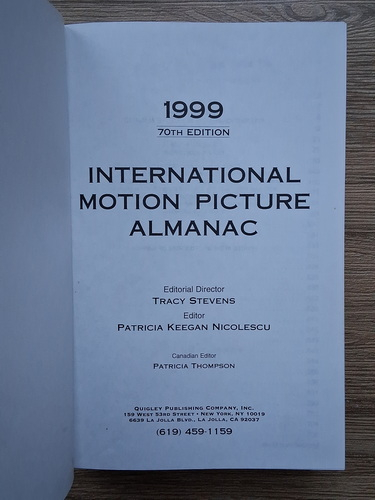 1999
70TH EDITION
INTERNATIONAL
MOTION PICTURE
ALMANAC
Editorial Director
TRACY STEVENS
Editor
PATRICIA KEEGAN NICOLESCU
Canadian Editor
PATRICIA THOMPSON
QUIGLEY PUBLISHING COMPANY, INC.
159 WEST 53RD STREET • NEW YORK, NY 10019
6639 LA JOLLA BLVD., LA JOLLA, CA 92037
(619) 459-1159